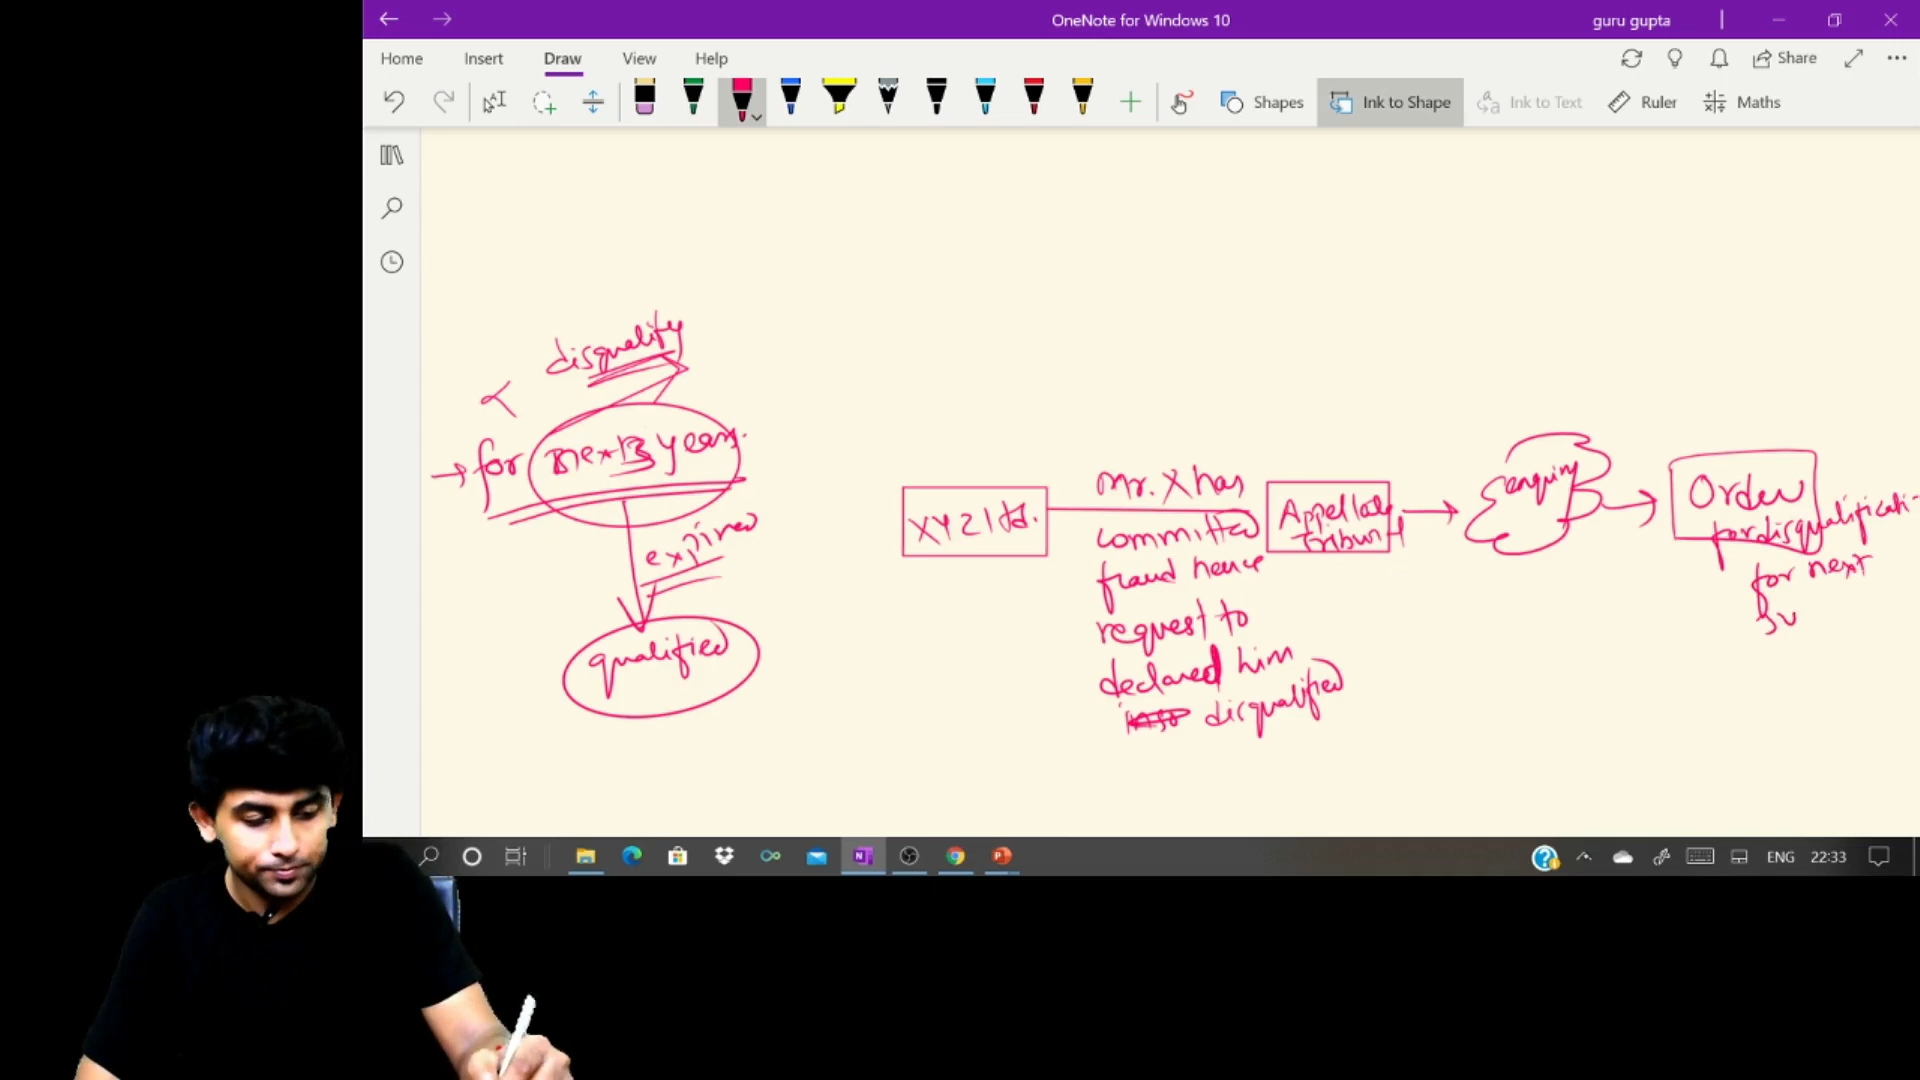 OneNote for Windows 10
guru gupta
Home Insert Draw View Help
Share
Shapes Ink to Shape Ink to Text Ruler Maths
disqualify
for next 3 years.
expired
qualified
XYZ ltd.
Mr. X has
committed
fraud hence
request to
declared him
disqualified
Appellate
Tribunal
enquiry
Order
for disqualificati
for next
ENG 22:33